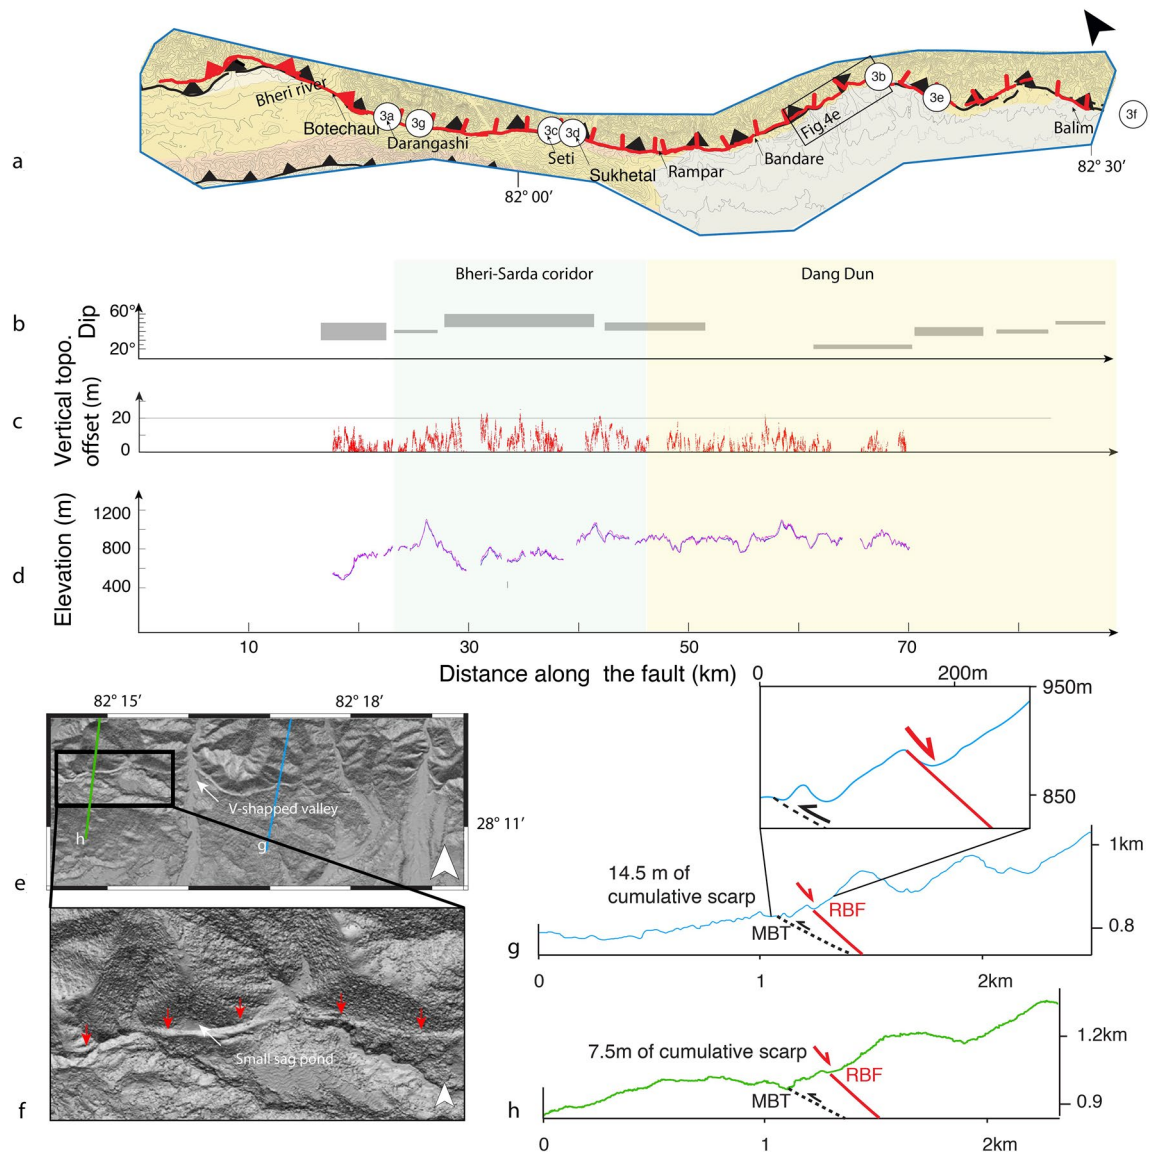 a
Bheri river
Botechaur
3a
3g
Darangashi
3c
3d
Seti
Sukhetal
Rampar
Bandare
Fig.4e
3b
3e
Balim
3f
82° 00′
82° 30′
Bheri-Sarda coridor
Dang Dun
b
Dip
60°
20°
c
Vertical topo.
offset (m)
20
0
d
Elevation (m)
1200
800
400
10
30
50
70
Distance along the fault (km)
82° 15′
82° 18′
V-shapped valley
h
g
28° 11′
e
Small sag pond
f
0
200m
950m
850
14.5 m of
cumulative scarp
RBF
MBT
1km
0.8
g
0
1
2km
7.5m of cumulative scarp
RBF
MBT
1.2km
0.9
h
0
1
2km